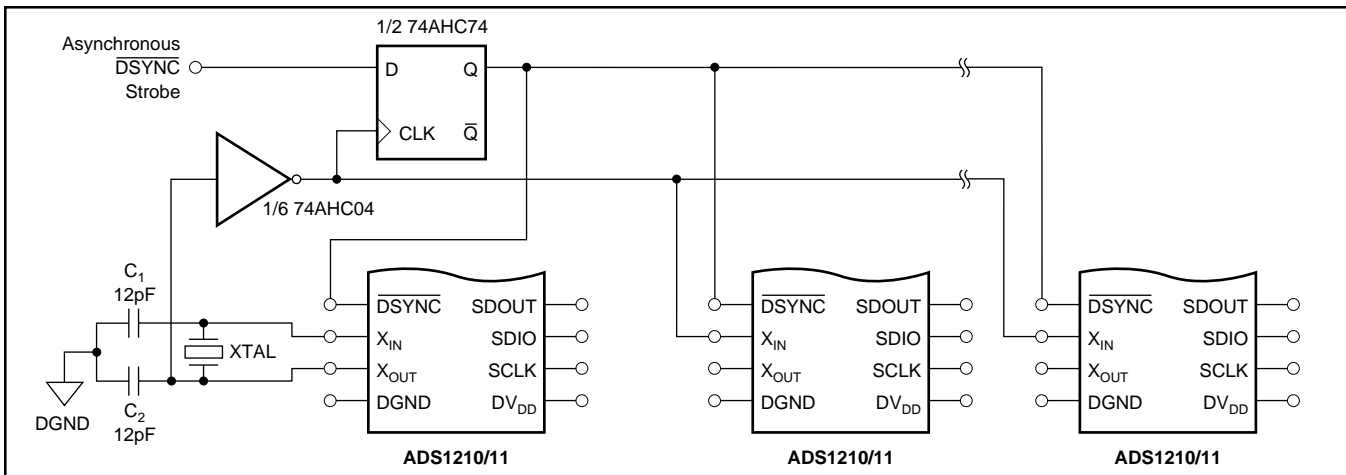 1/2 74AHC74
Asynchronous
DSYNC
Strobe
D Q
CLK Q
1/6 74AHC04
C1
12pF
XTAL
C2
12pF
DGND
DSYNC SDOUT
XIN SDIO
XOUT SCLK
DGND DVDD
ADS1210/11
DSYNC SDOUT
XIN SDIO
XOUT SCLK
DGND DVDD
ADS1210/11
DSYNC SDOUT
XIN SDIO
XOUT SCLK
DGND DVDD
ADS1210/11